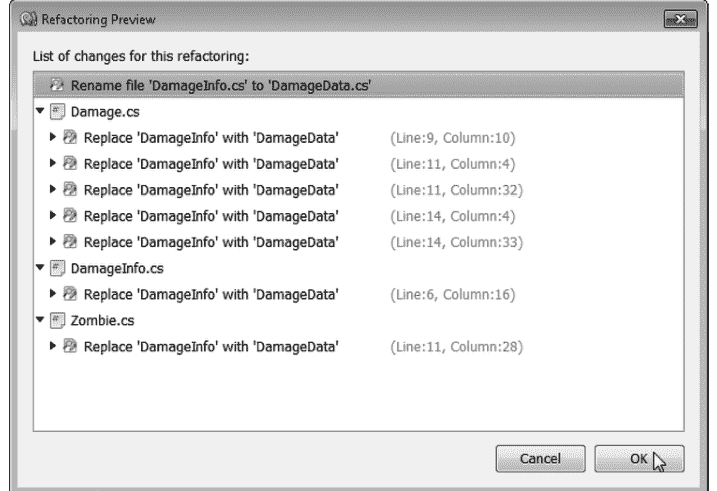 Refactoring Preview
List of changes for this refactoring:
Rename file 'DamageInfo.cs' to 'DamageData.cs'
Damage.cs
Replace 'DamageInfo' with 'DamageData' (Line:9, Column:10)
Replace 'DamageInfo' with 'DamageData' (Line:11, Column:4)
Replace 'DamageInfo' with 'DamageData' (Line:11, Column:32)
Replace 'DamageInfo' with 'DamageData' (Line:14, Column:4)
Replace 'DamageInfo' with 'DamageData' (Line:14, Column:33)
DamageInfo.cs
Replace 'DamageInfo' with 'DamageData' (Line:6, Column:16)
Zombie.cs
Replace 'DamageInfo' with 'DamageData' (Line:11, Column:28)
Cancel OK